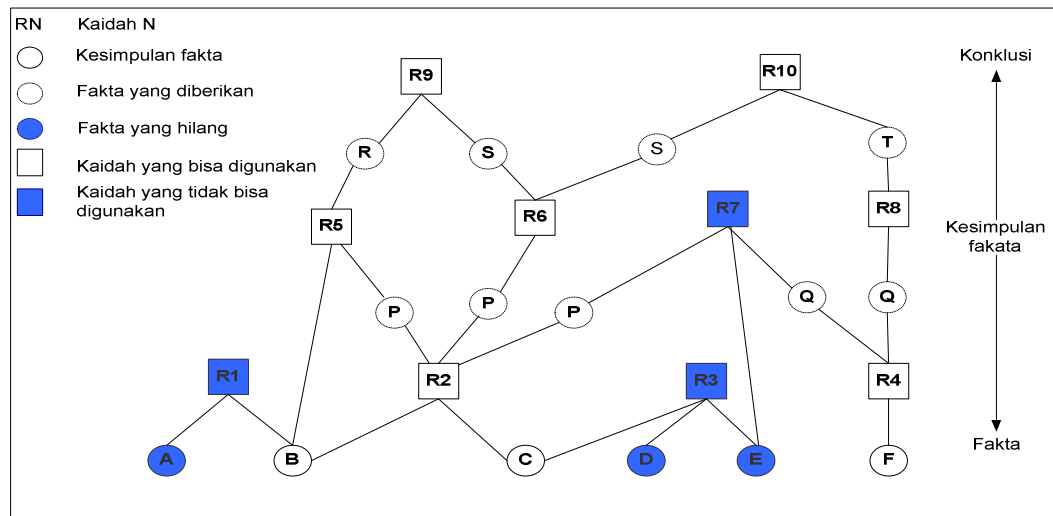 RN Kaidah N
Kesimpulan fakta
Fakta yang diberikan
Fakta yang hilang
Kaidah yang bisa digunakan
Kaidah yang tidak bisa
digunakan
R9
R10
Konklusi
R
S
S
T
R5
R6
R7
R8
Kesimpulan
fakata
P
P
P
Q
Q
R1
R2
R3
R4
A
B
C
D
E
F
Fakta